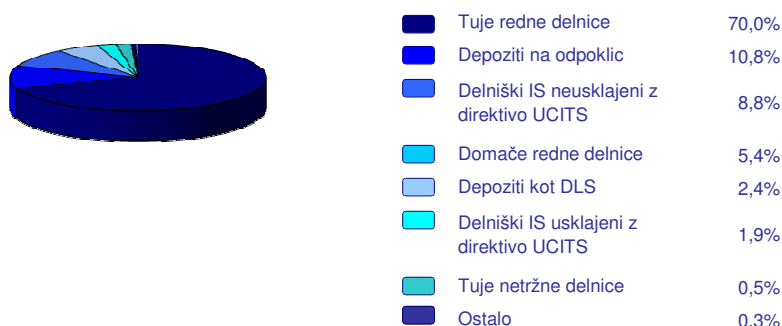 Tuje redne delnice 70,0%
Depoziti na odpoklic 10,8%
Delniški IS neusklajeni z
direktivo UCITS 8,8%
Domače redne delnice 5,4%
Depoziti kot DLS 2,4%
Delniški IS usklajeni z
direktivo UCITS 1,9%
Tuje netržne delnice 0,5%
Ostalo 0,3%